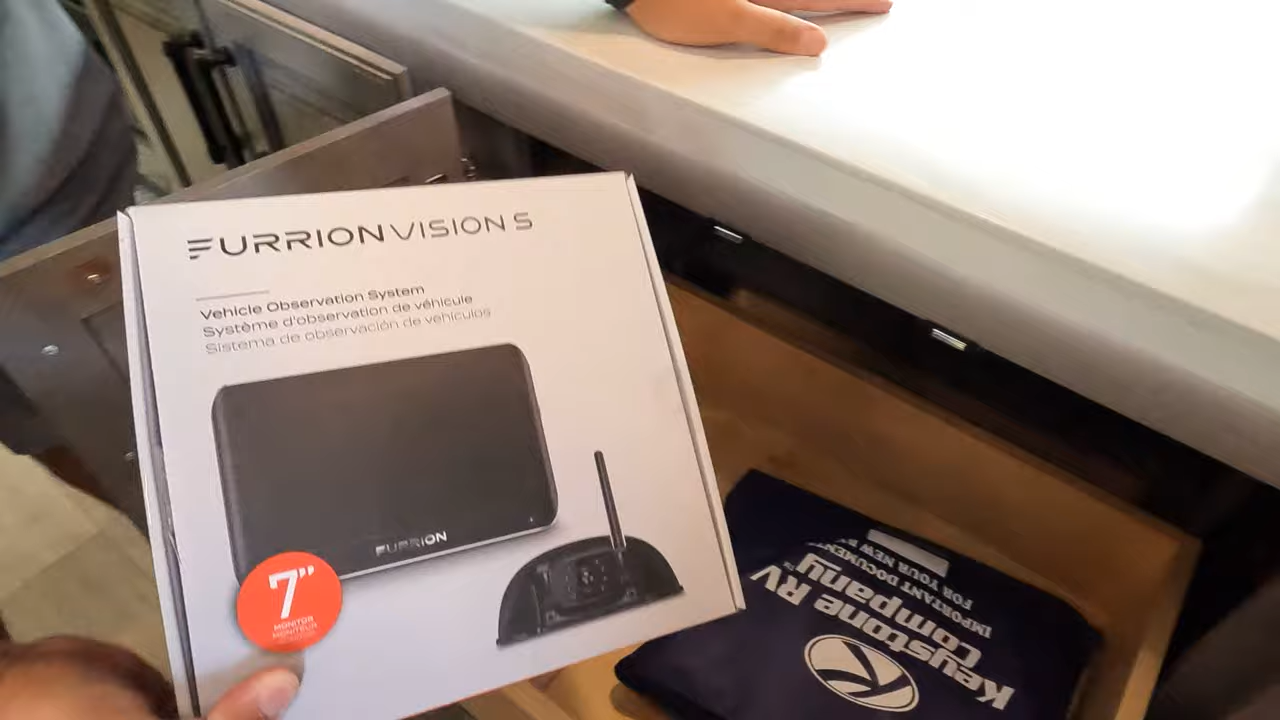 FURRION VISION S
Vehicle Observation System
Système d'observation de véhicule
Sistema de observación de vehículos
FURRION
7"
MONITOR
MONITEUR
Keystone RV
Company
IMPORTANT DOCUMENTS
FOR YOUR NEW